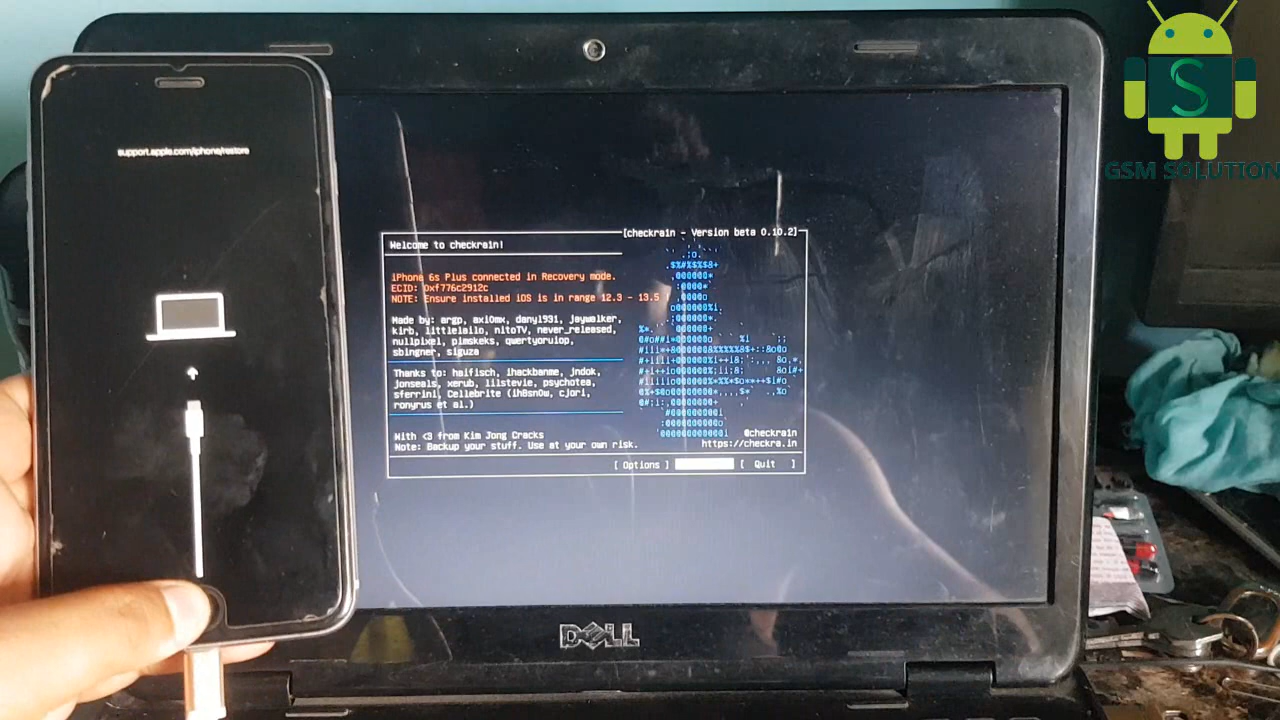 support.apple.com/iphone/restore
[checkra1n - Version beta 0.10.2]
Welcome to checkra1n!
iPhone 6s Plus connected in Recovery mode.
ECID: 0xf776c2912c
NOTE: Ensure installed iOS is in range 12.3 - 13.5
Made by: argp, axi0mx, danyl931, jaywalker,
kirb, littlelailo, nitoTV, never_released,
nullpixel, pimskeks, qwertyoruiop,
sbingner, siguza
Thanks to: haifisch, ihackbanme, jndok,
jonseals, xerub, lilstevie, psychotea,
sferrini, Cellebrite (ih8sn0w, cjori,
ronyrus et al.)
With <3 from Kim Jong Cracks
Note: Backup your stuff. Use at your own risk.
@checkra1n
https://checkra.in
[ Options ] [ Quit ]
DELL
S
GSM SOLUTION